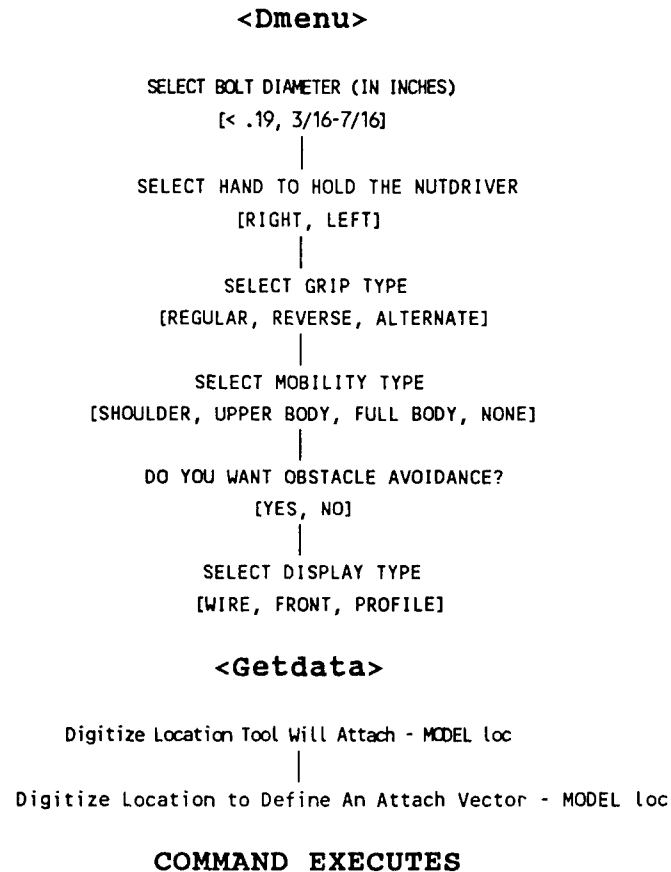 <Dmenu>
SELECT BOLT DIAMETER (IN INCHES)
[< .19, 3/16-7/16]
SELECT HAND TO HOLD THE NUTDRIVER
[RIGHT, LEFT]
SELECT GRIP TYPE
[REGULAR, REVERSE, ALTERNATE]
SELECT MOBILITY TYPE
[SHOULDER, UPPER BODY, FULL BODY, NONE]
DO YOU WANT OBSTACLE AVOIDANCE?
[YES, NO]
SELECT DISPLAY TYPE
[WIRE, FRONT, PROFILE]
<Getdata>
Digitize Location Tool Will Attach - MODEL loc
Digitize Location to Define An Attach Vector - MODEL loc
COMMAND EXECUTES